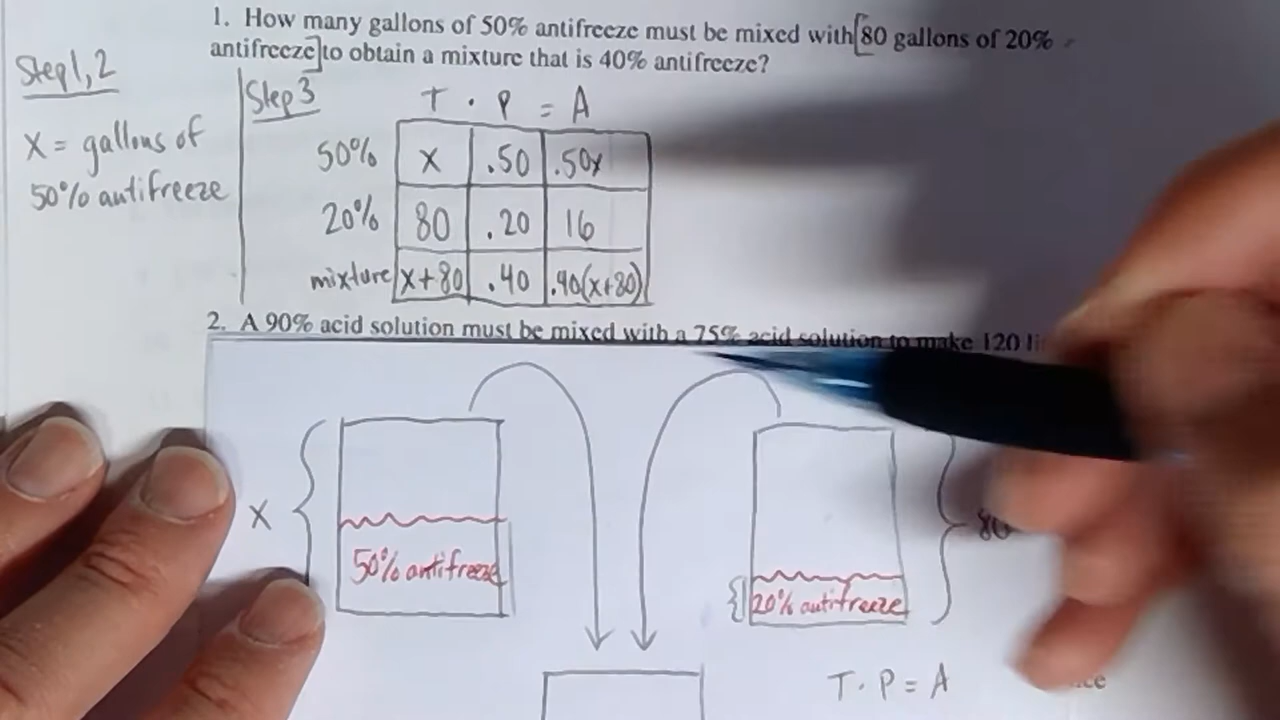 1. How many gallons of 50% antifreeze must be mixed with [80 gallons of 20%
antifreeze] to obtain a mixture that is 40% antifreeze?
Step 1, 2
X = gallons of
50% antifreeze
Step 3
T · P = A
50% x .50 .50x
20% 80 .20 16
mixture x+80 .40 .40(x+80)
2. A 90% acid solution must be mixed with a 75% acid solution to make 120
X
50% antifreeze
20% antifreeze
80
T · P = A